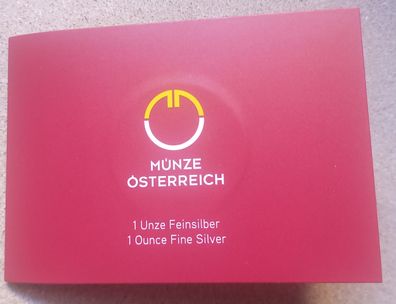 MÜNZE
ÖSTERREICH
1 Unze Feinsilber
1 Ounce Fine Silver